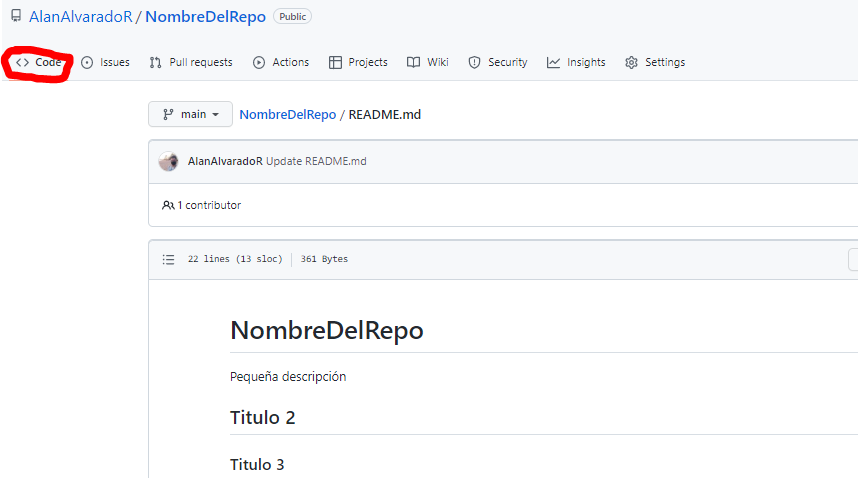 AlanAlvaradoR / NombreDelRepo Public
Code Issues Pull requests Actions Projects Wiki Security Insights Settings
main NombreDelRepo / README.md
AlanAlvaradoR Update README.md
1 contributor
22 lines (13 sloc) 361 Bytes
NombreDelRepo
Pequeña descripción
Titulo 2
Titulo 3